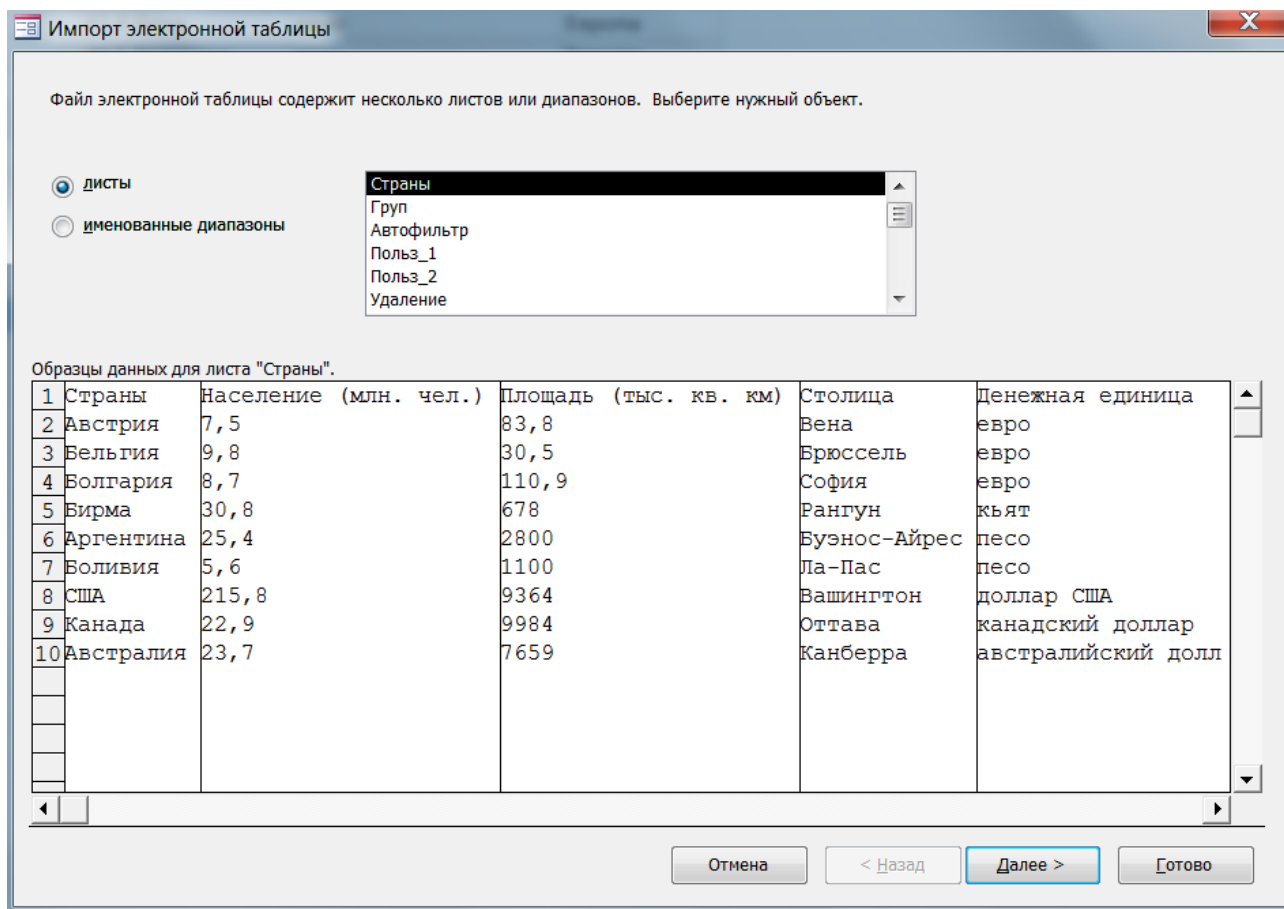 Импорт электронной таблицы
Файл электронной таблицы содержит несколько листов или диапазонов. Выберите нужный объект.
листы
именованные диапазоны
Страны
Груп
Автофильтр
Польз_1
Польз_2
Удаление
Образцы данных для листа "Страны".
1 Страны Население (млн. чел.) Площадь (тыс. кв. км) Столица Денежная единица
2 Австрия 7,5 83,8 Вена евро
3 Бельгия 9,8 30,5 Брюссель евро
4 Болгария 8,7 110,9 София евро
5 Бирма 30,8 678 Рангун кьят
6 Аргентина 25,4 2800 Буэнос-Айрес песо
7 Боливия 5,6 1100 Ла-Пас песо
8 США 215,8 9364 Вашингтон доллар США
9 Канада 22,9 9984 Оттава канадский доллар
10 Австралия 23,7 7659 Канберра австралийский долл
Отмена < Назад Далее > Готово